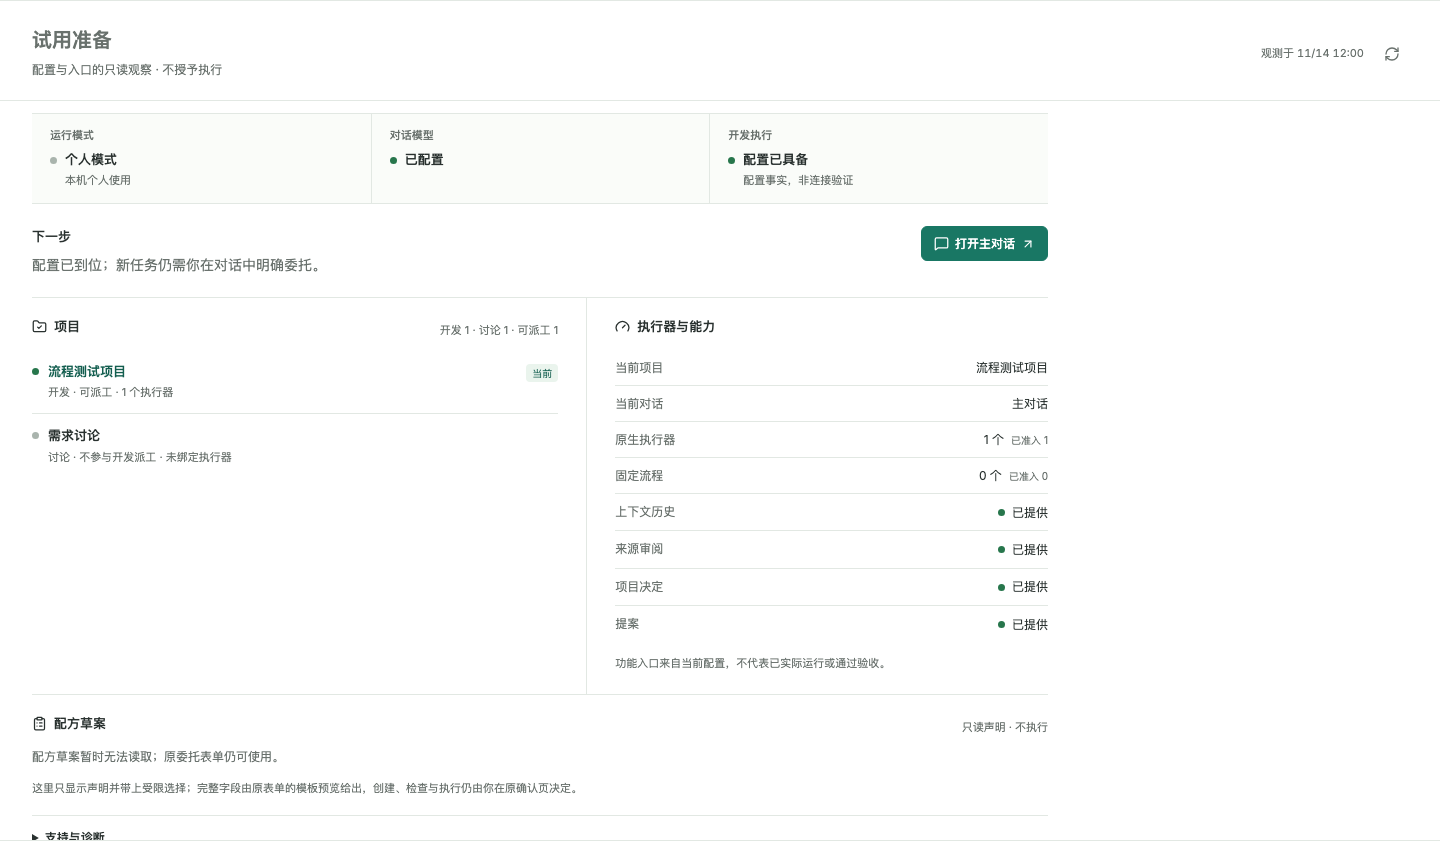 试用准备
配置与入口的只读观察 · 不授予执行
观测于 11/14 12:00
运行模式
个人模式
本机个人使用
对话模型
已配置
开发执行
配置已具备
配置事实，非连接验证
下一步
配置已到位；新任务仍需你在对话中明确委托。
打开主对话
项目
开发 1 · 讨论 1 · 可派工 1
流程测试项目
当前
开发 · 可派工 · 1 个执行器
需求讨论
讨论 · 不参与开发派工 · 未绑定执行器
执行器与能力
当前项目 流程测试项目
当前对话 主对话
原生执行器 1 个 已准入 1
固定流程 0 个 已准入 0
上下文历史 已提供
来源审阅 已提供
项目决定 已提供
提案 已提供
功能入口来自当前配置，不代表已实际运行或通过验收。
配方草案
只读声明 · 不执行
配方草案暂时无法读取；原委托表单仍可使用。
这里只显示声明并带上受限选择；完整字段由原表单的模板预览给出，创建、检查与执行仍由你在原确认页决定。
支持与诊断